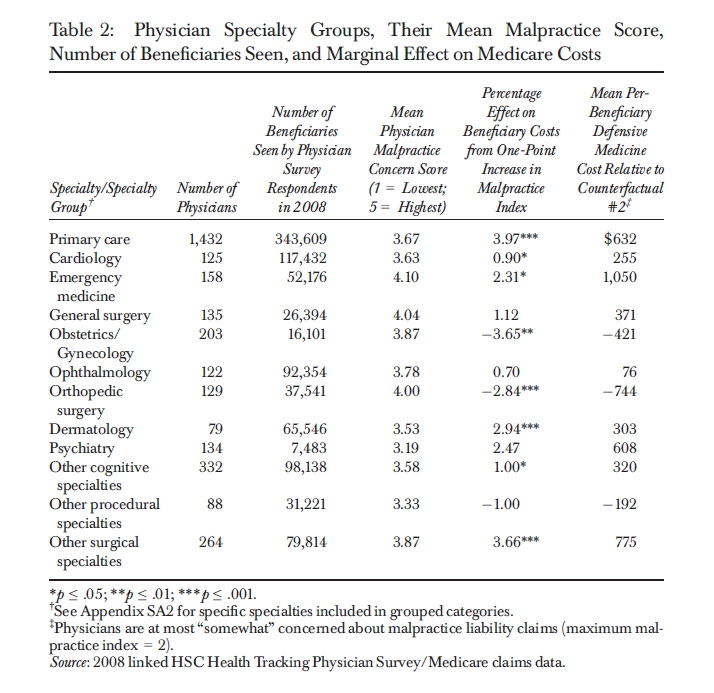 Table 2: Physician Specialty Groups, Their Mean Malpractice Score,
Number of Beneficiaries Seen, and Marginal Effect on Medicare Costs
Percentage Mean Per-
Number of Mean Effect on Beneficiary
Beneficiaries Physician Beneficiary Costs Defensive
Seen by Physician Malpractice from One-Point Medicine
Survey Concern Score Increase in Cost Relative to
Specialty/Specialty Number of Respondents (1 = Lowest; Malpractice Counterfactual
Group† Physicians in 2008 5 = Highest) Index #2‡
Primary care 1,432 343,609 3.67 3.97*** $632
Cardiology 125 117,432 3.63 0.90* 255
Emergency 158 52,176 4.10 2.31* 1,050
medicine
General surgery 135 26,394 4.04 1.12 371
Obstetrics/ 203 16,101 3.87 −3.65** −421
Gynecology
Ophthalmology 122 92,354 3.78 0.70 76
Orthopedic 129 37,541 4.00 −2.84*** −744
surgery
Dermatology 79 65,546 3.53 2.94*** 303
Psychiatry 134 7,483 3.19 2.47 608
Other cognitive 332 98,138 3.58 1.00* 320
specialties
Other procedural 88 31,221 3.33 −1.00 −192
specialties
Other surgical 264 79,814 3.87 3.66*** 775
specialties
*p ≤ .05; **p ≤ .01; ***p ≤ .001.
†See Appendix SA2 for specific specialties included in grouped categories.
‡Physicians are at most “somewhat” concerned about malpractice liability claims (maximum mal-
practice index = 2).
Source: 2008 linked HSC Health Tracking Physician Survey/Medicare claims data.